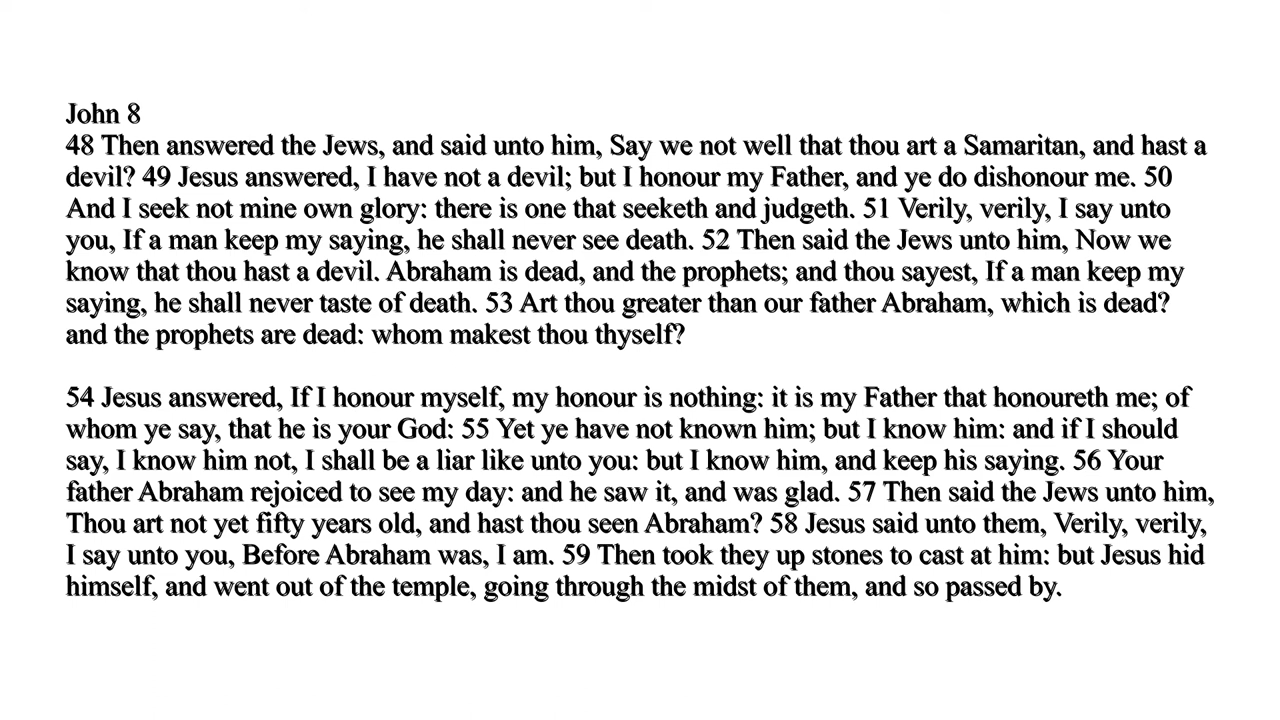 John 8
48 Then answered the Jews, and said unto him, Say we not well that thou art a Samaritan, and hast a
devil? 49 Jesus answered, I have not a devil; but I honour my Father, and ye do dishonour me. 50
And I seek not mine own glory: there is one that seeketh and judgeth. 51 Verily, verily, I say unto
you, If a man keep my saying, he shall never see death. 52 Then said the Jews unto him, Now we
know that thou hast a devil. Abraham is dead, and the prophets; and thou sayest, If a man keep my
saying, he shall never taste of death. 53 Art thou greater than our father Abraham, which is dead?
and the prophets are dead: whom makest thou thyself?

54 Jesus answered, If I honour myself, my honour is nothing: it is my Father that honoureth me; of
whom ye say, that he is your God: 55 Yet ye have not known him; but I know him: and if I should
say, I know him not, I shall be a liar like unto you: but I know him, and keep his saying. 56 Your
father Abraham rejoiced to see my day: and he saw it, and was glad. 57 Then said the Jews unto him,
Thou art not yet fifty years old, and hast thou seen Abraham? 58 Jesus said unto them, Verily, verily,
I say unto you, Before Abraham was, I am. 59 Then took they up stones to cast at him: but Jesus hid
himself, and went out of the temple, going through the midst of them, and so passed by.